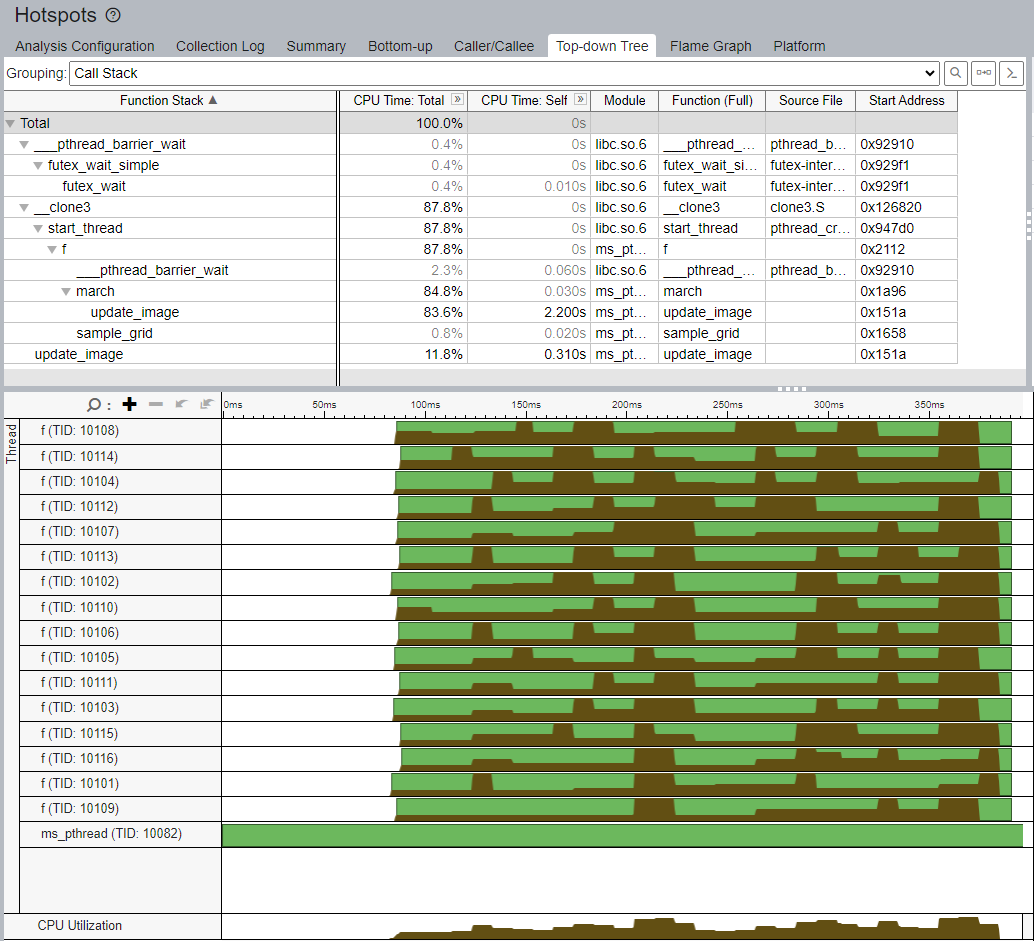 Hotspots ?
Analysis Configuration Collection Log Summary Bottom-up Caller/Callee Top-down Tree Flame Graph Platform
Grouping: Call Stack
Function Stack ▲ CPU Time: Total » CPU Time: Self » Module Function (Full) Source File Start Address
Total 100.0% 0s
___pthread_barrier_wait 0.4% 0s libc.so.6 ___pthread_... pthread_b... 0x92910
futex_wait_simple 0.4% 0s libc.so.6 futex_wait_si... futex-inter... 0x929f1
futex_wait 0.4% 0.010s libc.so.6 futex_wait futex-inter... 0x929f1
__clone3 87.8% 0s libc.so.6 __clone3 clone3.S 0x126820
start_thread 87.8% 0s libc.so.6 start_thread pthread_cr... 0x947d0
f 87.8% 0s ms_pt... f 0x2112
___pthread_barrier_wait 2.3% 0.060s libc.so.6 ___pthread_... pthread_b... 0x92910
march 84.8% 0.030s ms_pt... march 0x1a96
update_image 83.6% 2.200s ms_pt... update_image 0x151a
sample_grid 0.8% 0.020s ms_pt... sample_grid 0x1658
update_image 11.8% 0.310s ms_pt... update_image 0x151a
0ms 50ms 100ms 150ms 200ms 250ms 300ms 350ms
Thread
f (TID: 10108)
f (TID: 10114)
f (TID: 10104)
f (TID: 10112)
f (TID: 10107)
f (TID: 10113)
f (TID: 10102)
f (TID: 10110)
f (TID: 10106)
f (TID: 10105)
f (TID: 10111)
f (TID: 10103)
f (TID: 10115)
f (TID: 10116)
f (TID: 10101)
f (TID: 10109)
ms_pthread (TID: 10082)
CPU Utilization